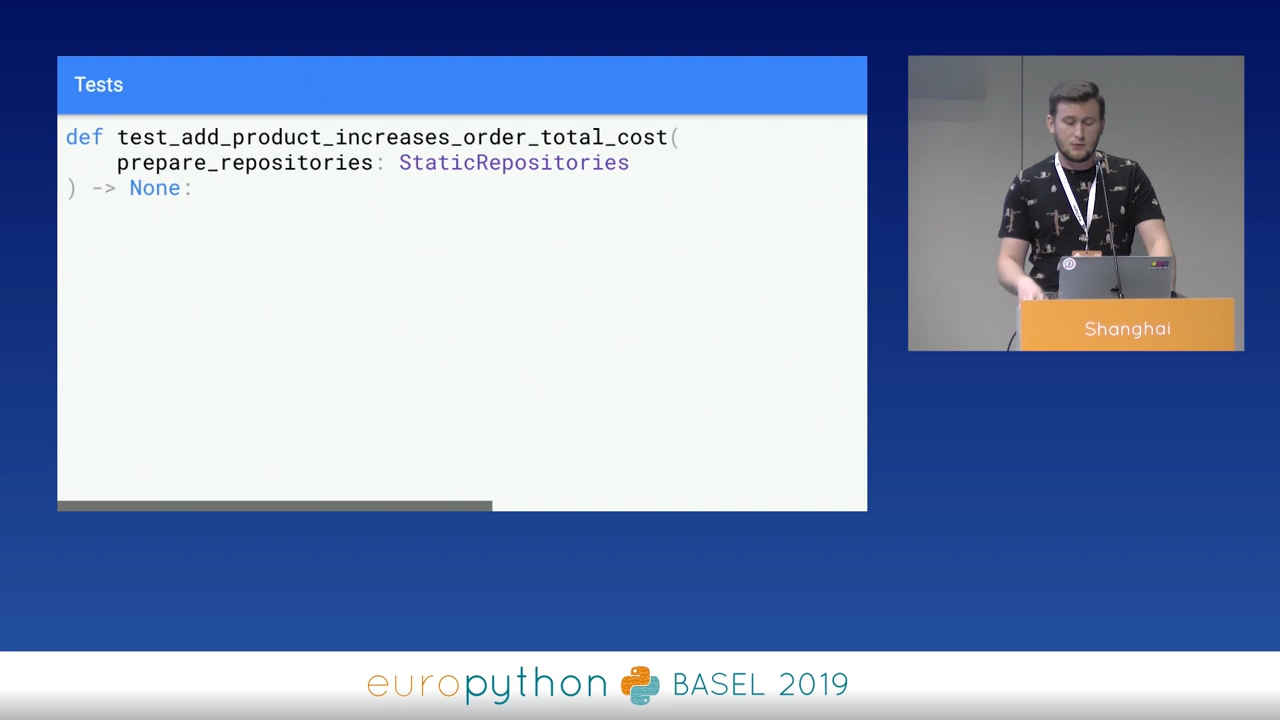 Tests
def test_add_product_increases_order_total_cost(
    prepare_repositories: StaticRepositories
) -> None:
Shanghai
europython BASEL 2019